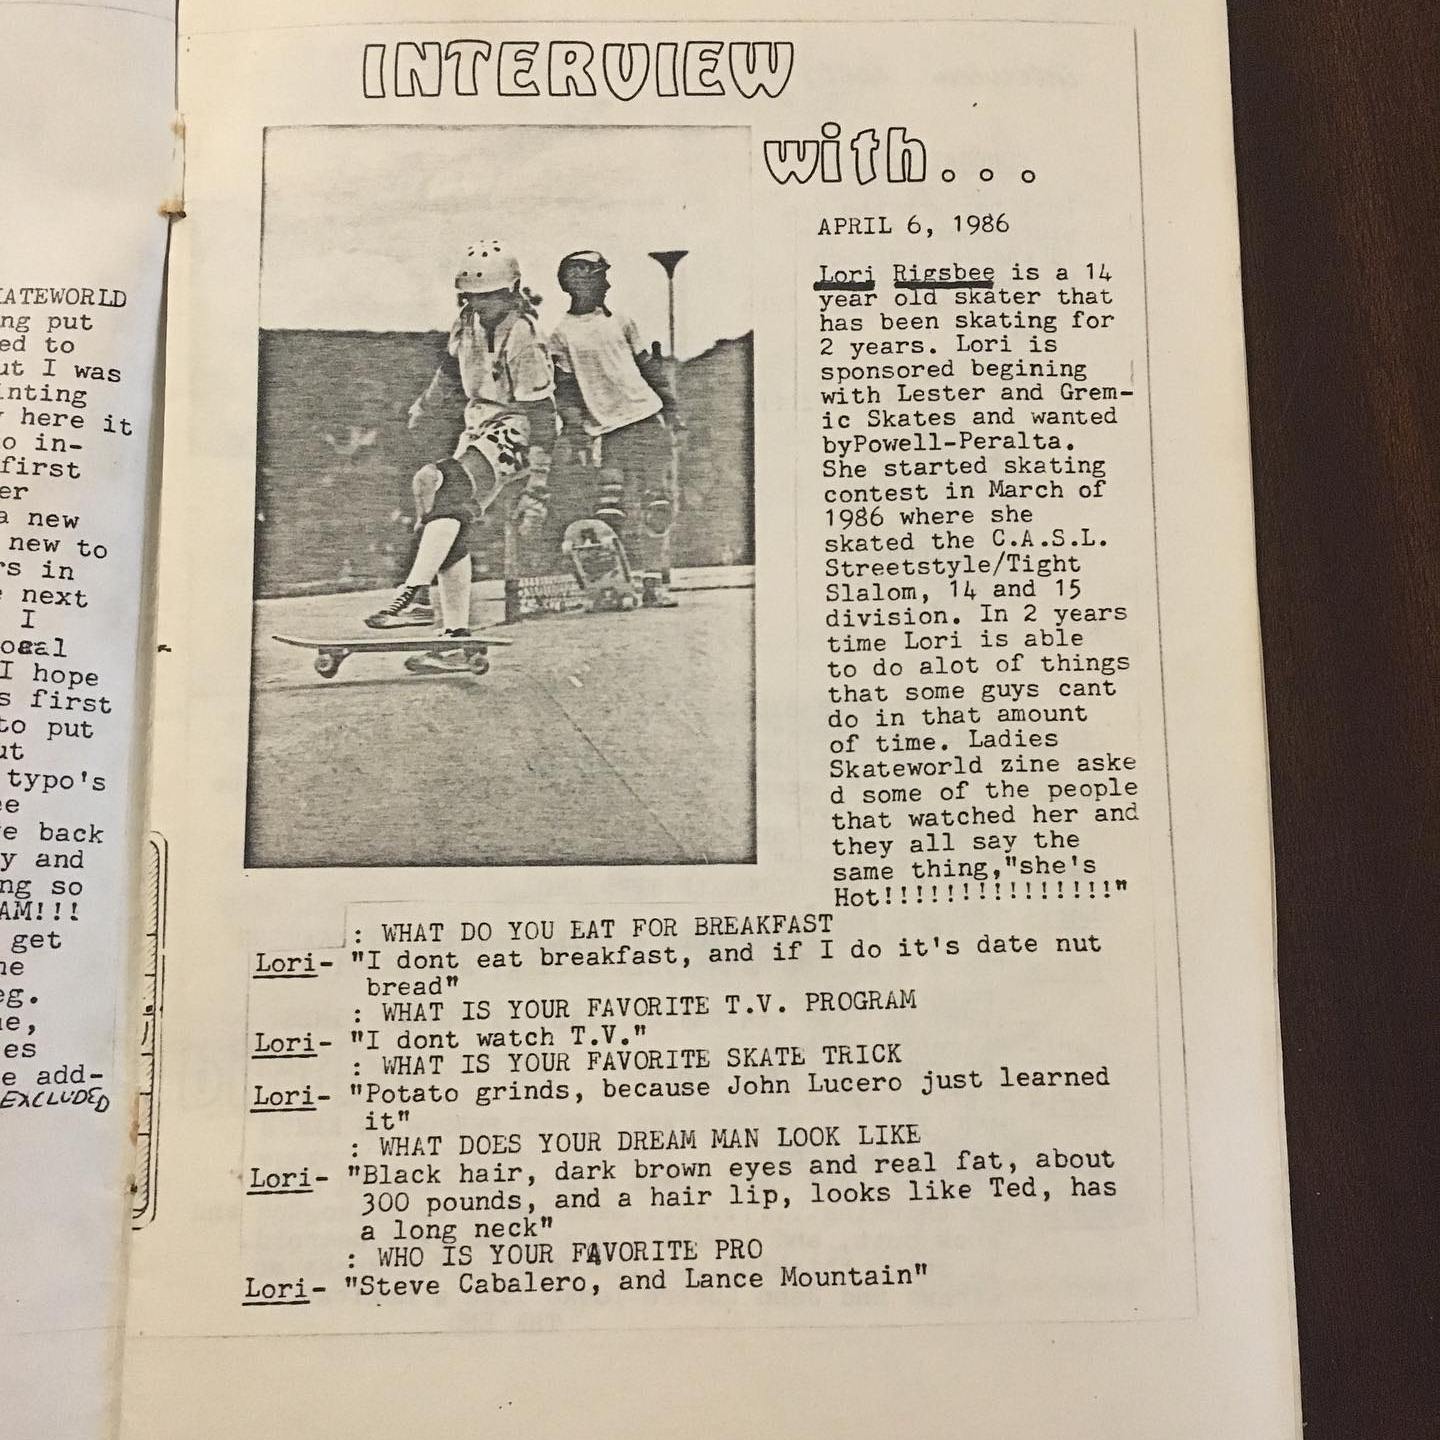 ATEWORLD
ng put
ed to
ut I was
inting
here it
o in-
first
er
a new
new to
rs in
next
I
I hope
s first
to put
ut
typo's
ee
e back
y and
ng so
AM!!!
get
he
eg.
ue,
es
e add-
EXCLUDED
INTERVIEW
with...
APRIL 6, 1986
Lori Rigsbee is a 14
year old skater that
has been skating for
2 years. Lori is
sponsored begining
with Lester and Grem-
ic Skates and wanted
byPowell-Peralta.
She started skating
contest in March of
1986 where she
skated the C.A.S.L.
Streetstyle/Tight
Slalom, 14 and 15
division. In 2 years
time Lori is able
to do alot of things
that some guys cant
do in that amount
of time. Ladies
Skateworld zine aske
d some of the people
that watched her and
they all say the
same thing,"she's
Hot!!!!!!!!!!!!!!!!"
: WHAT DO YOU EAT FOR BREAKFAST
Lori- "I dont eat breakfast, and if I do it's date nut
bread"
: WHAT IS YOUR FAVORITE T.V. PROGRAM
Lori- "I dont watch T.V."
: WHAT IS YOUR FAVORITE SKATE TRICK
Lori- "Potato grinds, because John Lucero just learned
it"
: WHAT DOES YOUR DREAM MAN LOOK LIKE
Lori- "Black hair, dark brown eyes and real fat, about
300 pounds, and a hair lip, looks like Ted, has
a long neck"
: WHO IS YOUR FAVORITE PRO
Lori- "Steve Cabalero, and Lance Mountain"